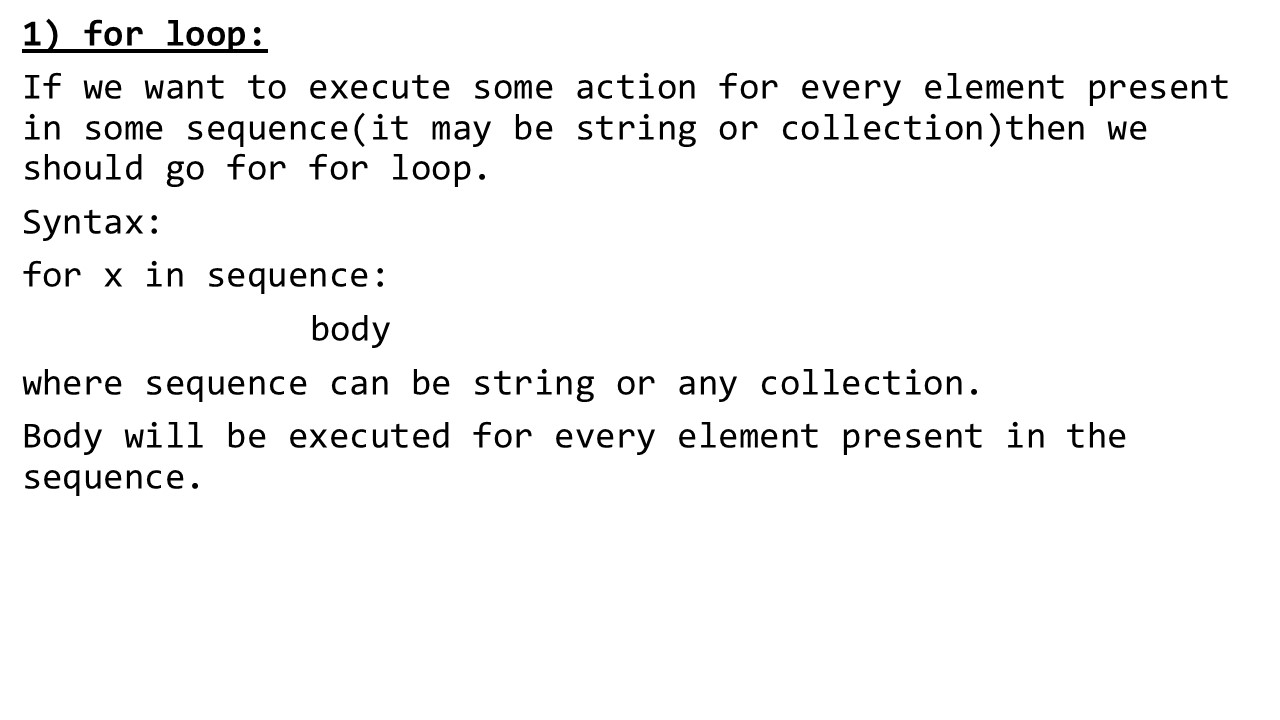 1) for loop:
If we want to execute some action for every element present
in some sequence(it may be string or collection)then we
should go for for loop.
Syntax:
for x in sequence:
body
where sequence can be string or any collection.
Body will be executed for every element present in the
sequence.